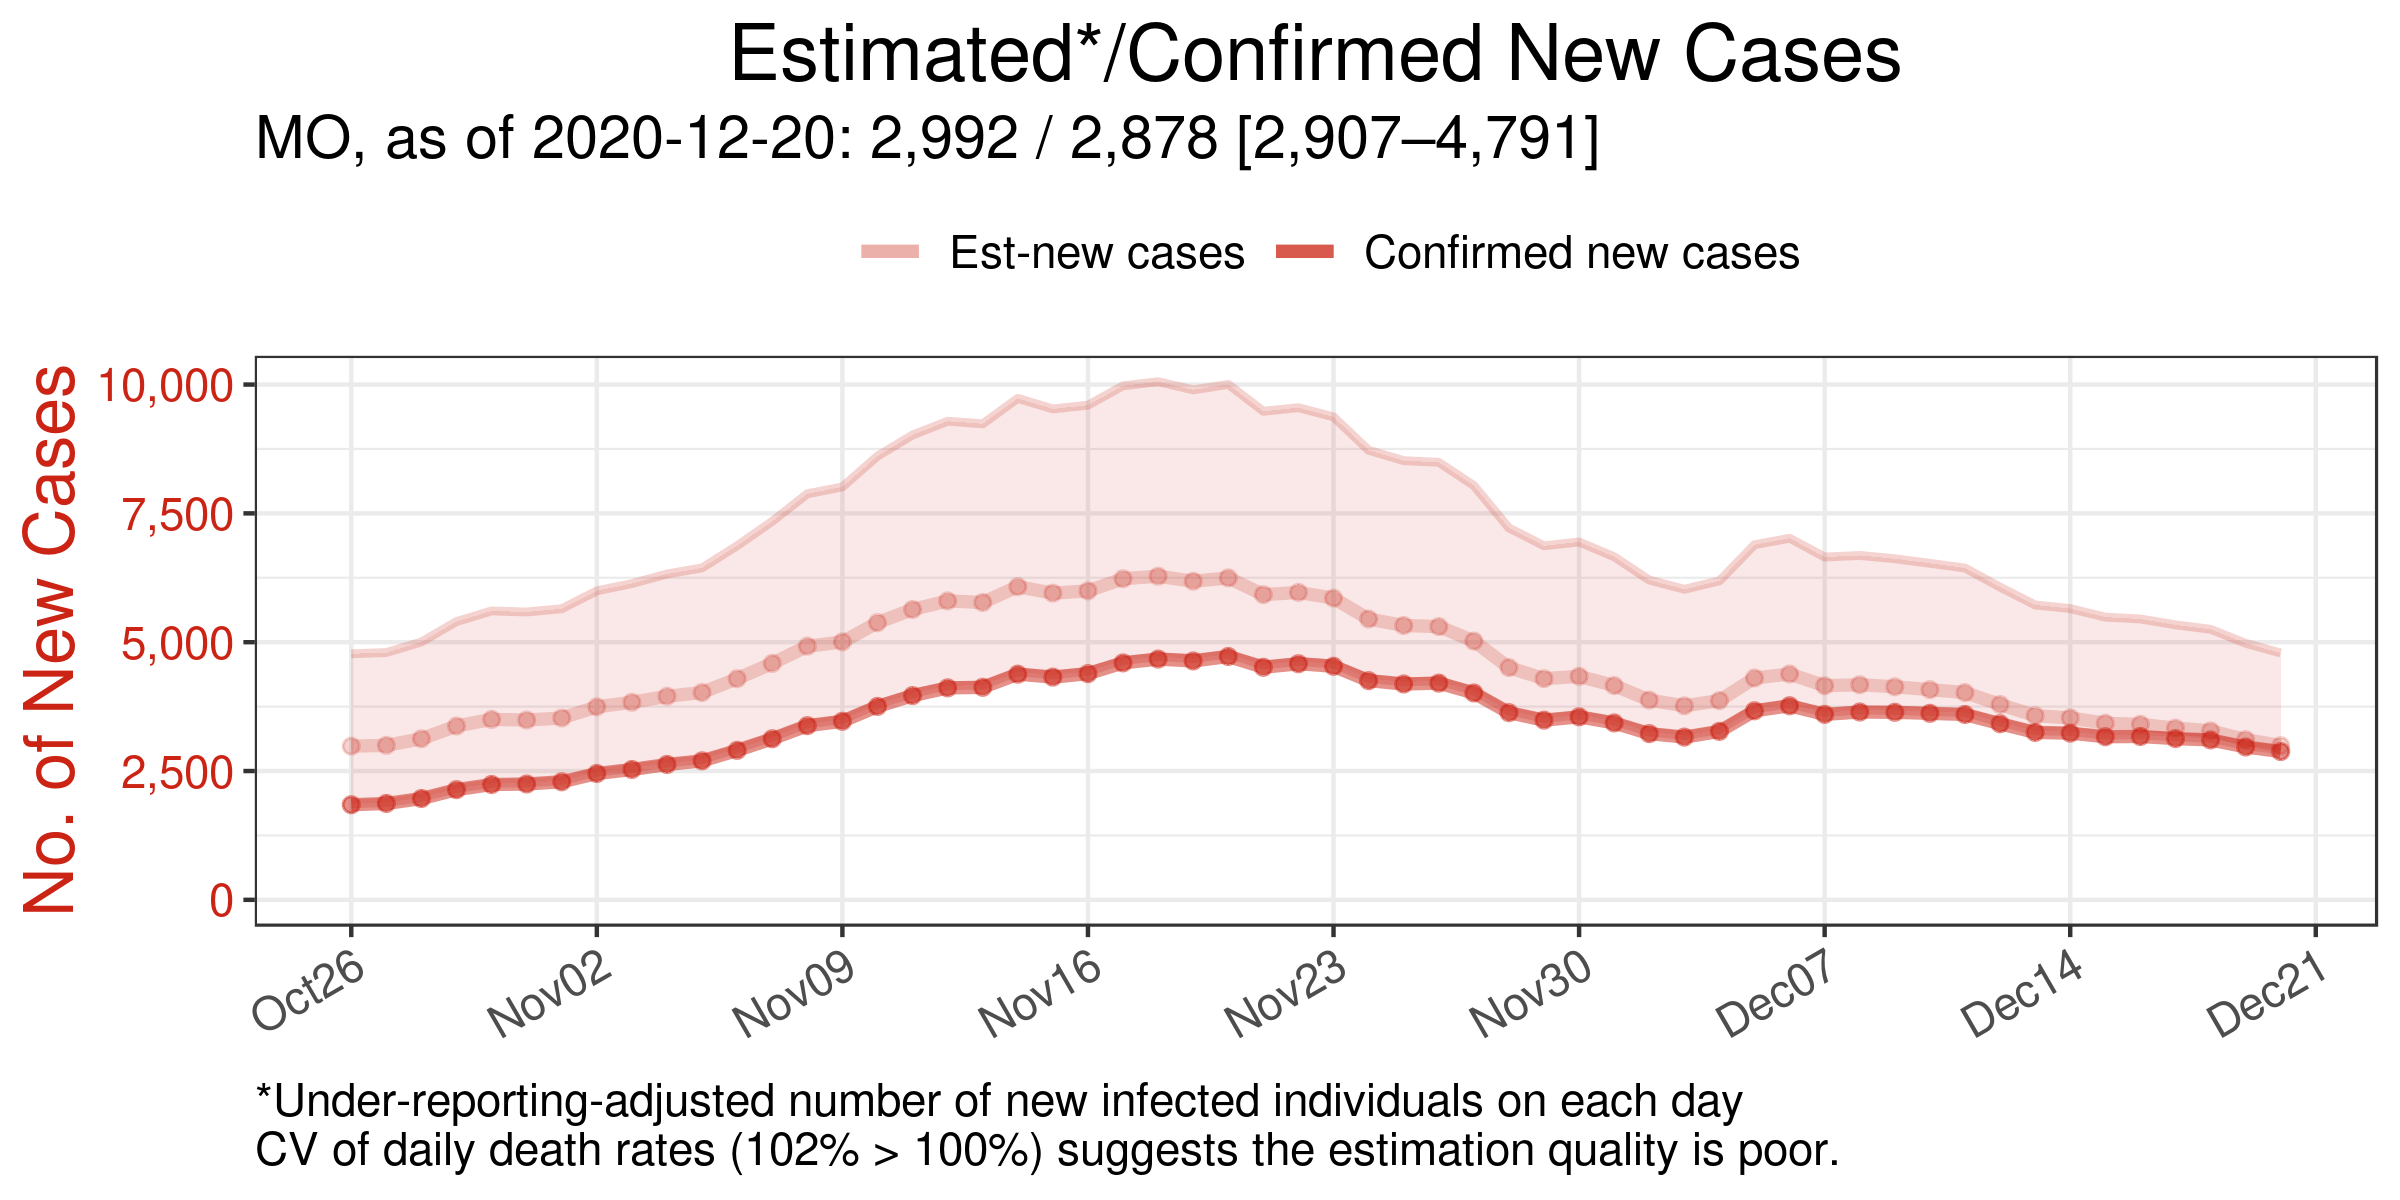 Estimated*/Confirmed New Cases
MO, as of 2020-12-20: 2,992 / 2,878 [2,907–4,791]
Est-new cases
Confirmed new cases
No. of New Cases
10,000
7,500
5,000
2,500
0
Oct26
Nov02
Nov09
Nov16
Nov23
Nov30
Dec07
Dec14
Dec21
*Under-reporting-adjusted number of new infected individuals on each day
CV of daily death rates (102% > 100%) suggests the estimation quality is poor.